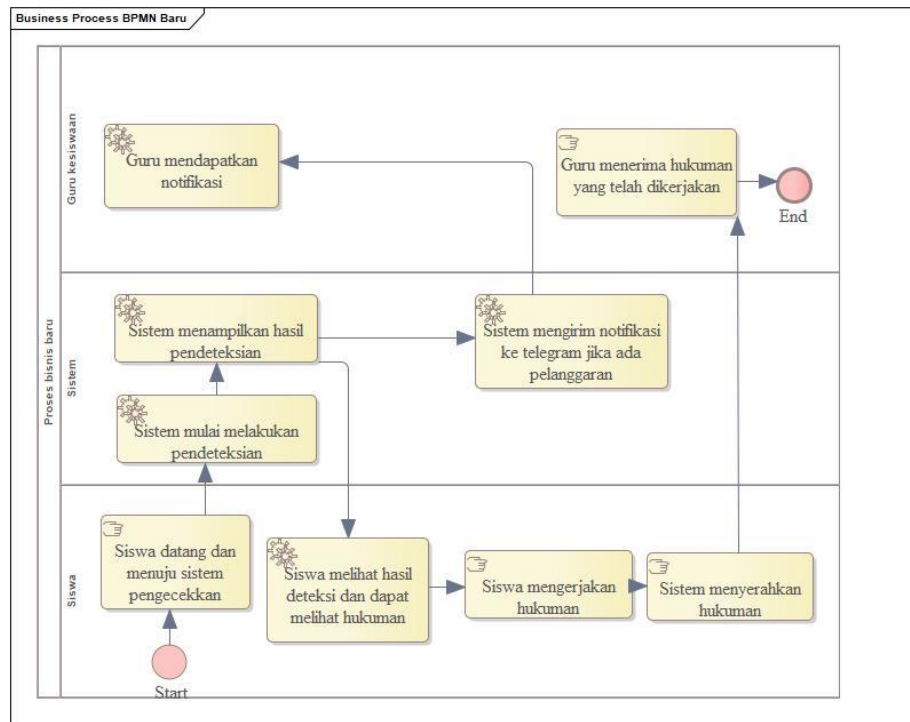 Business Process BPMN Baru
Proses bisnis baru
Guru kesiswaan
Guru mendapatkan
notifikasi
Guru menerima hukuman
yang telah dikerjakan
End
Sistem
Sistem menampilkan hasil
pendeteksian
Sistem mengirim notifikasi
ke telegram jika ada
pelanggaran
Sistem mulai melakukan
pendeteksian
Siswa
Siswa datang dan
menuju sistem
pengecekkan
Siswa melihat hasil
deteksi dan dapat
melihat hukuman
Siswa mengerjakan
hukuman
Sistem menyerahkan
hukuman
Start